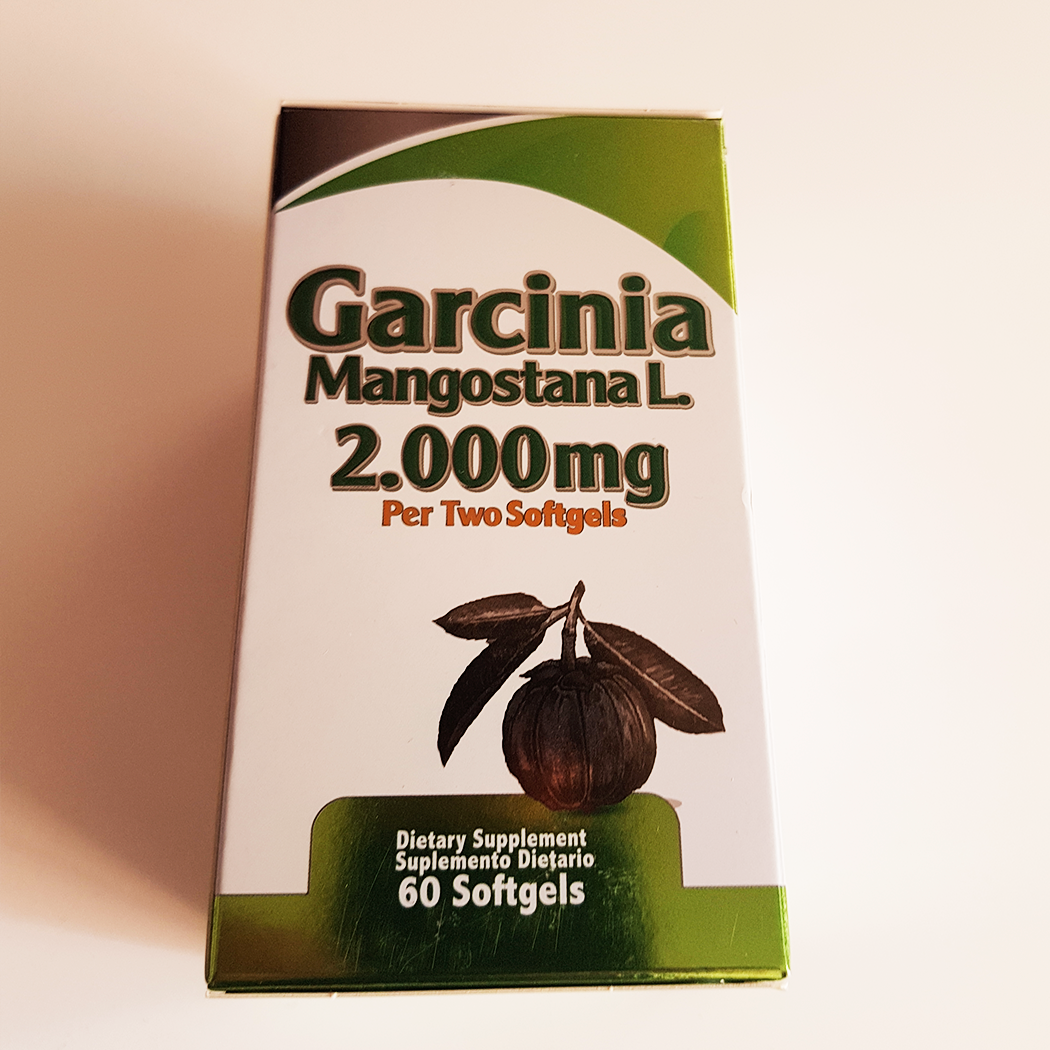 Garcinia
Mangostana L.
2.000mg
Per Two Softgels
Dietary Supplement
Suplemento Dietario
60 Softgels